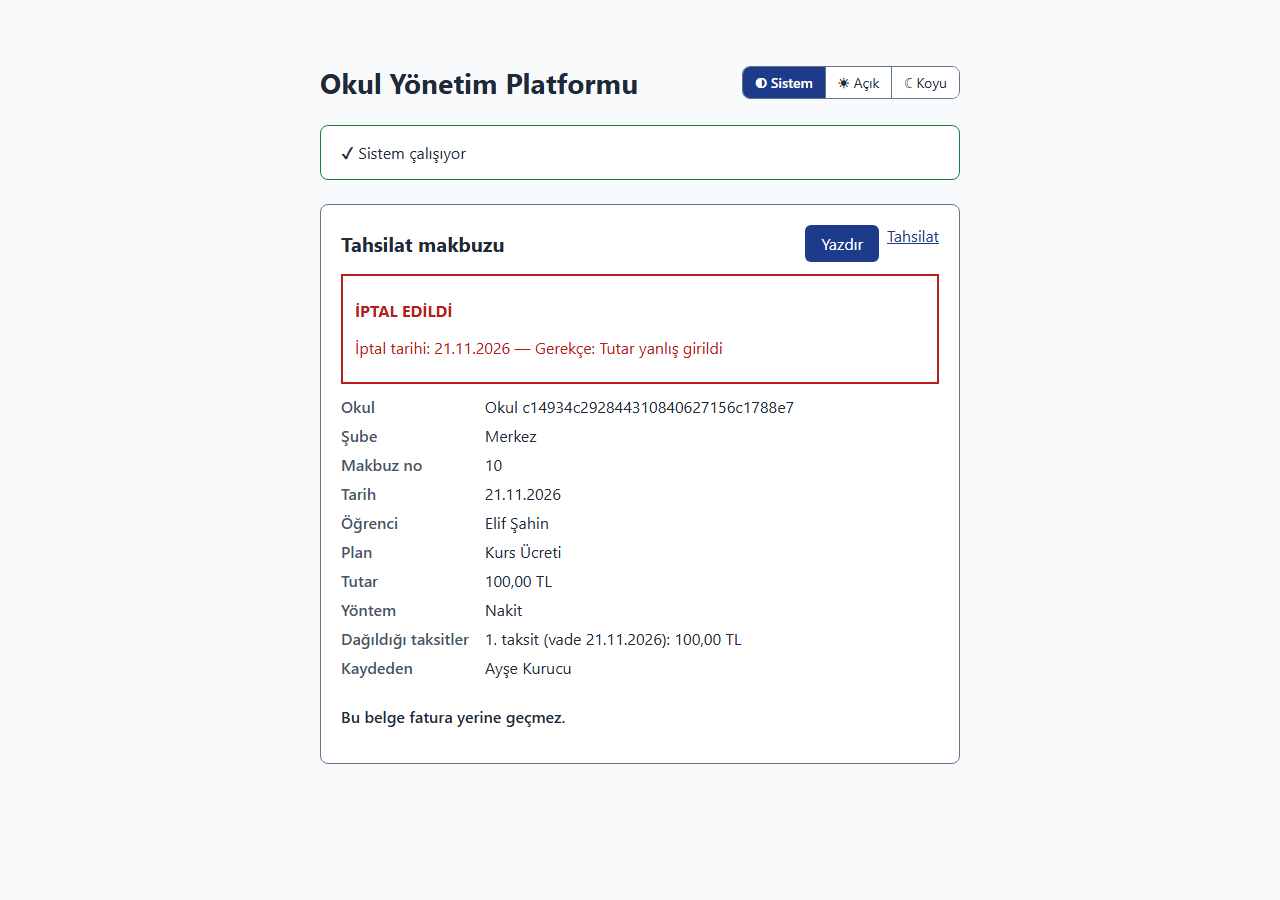 Okul Yönetim Platformu
◐ Sistem ☀ Açık ☾ Koyu
✓ Sistem çalışıyor
Tahsilat makbuzu
Yazdır Tahsilat
İPTAL EDİLDİ
İptal tarihi: 21.11.2026 — Gerekçe: Tutar yanlış girildi
Okul Okul c14934c292844310840627156c1788e7
Şube Merkez
Makbuz no 10
Tarih 21.11.2026
Öğrenci Elif Şahin
Plan Kurs Ücreti
Tutar 100,00 TL
Yöntem Nakit
Dağıldığı taksitler 1. taksit (vade 21.11.2026): 100,00 TL
Kaydeden Ayşe Kurucu
Bu belge fatura yerine geçmez.